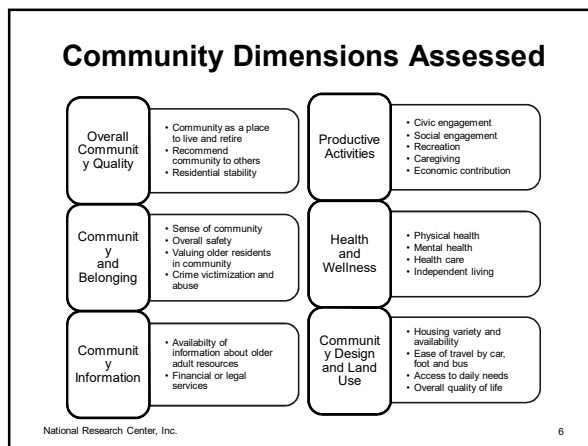 Community Dimensions Assessed
Overall
Communit
y Quality
• Community as a place
to live and retire
• Recommend
community to others
• Residential stability
Communit
y
and
Belonging
• Sense of community
• Overall safety
• Valuing older residents
in community
• Crime victimization and
abuse
Communit
y
Information
• Availabilty of
information about older
adult resources
• Financial or legal
services
Productive
Activities
• Civic engagement
• Social engagement
• Recreation
• Caregiving
• Economic contribution
Health
and
Wellness
• Physical health
• Mental health
• Health care
• Independent living
Communit
y Design
and Land
Use
• Housing variety and
availability
• Ease of travel by car,
foot and bus
• Access to daily needs
• Overall quality of life
National Research Center, Inc.
6